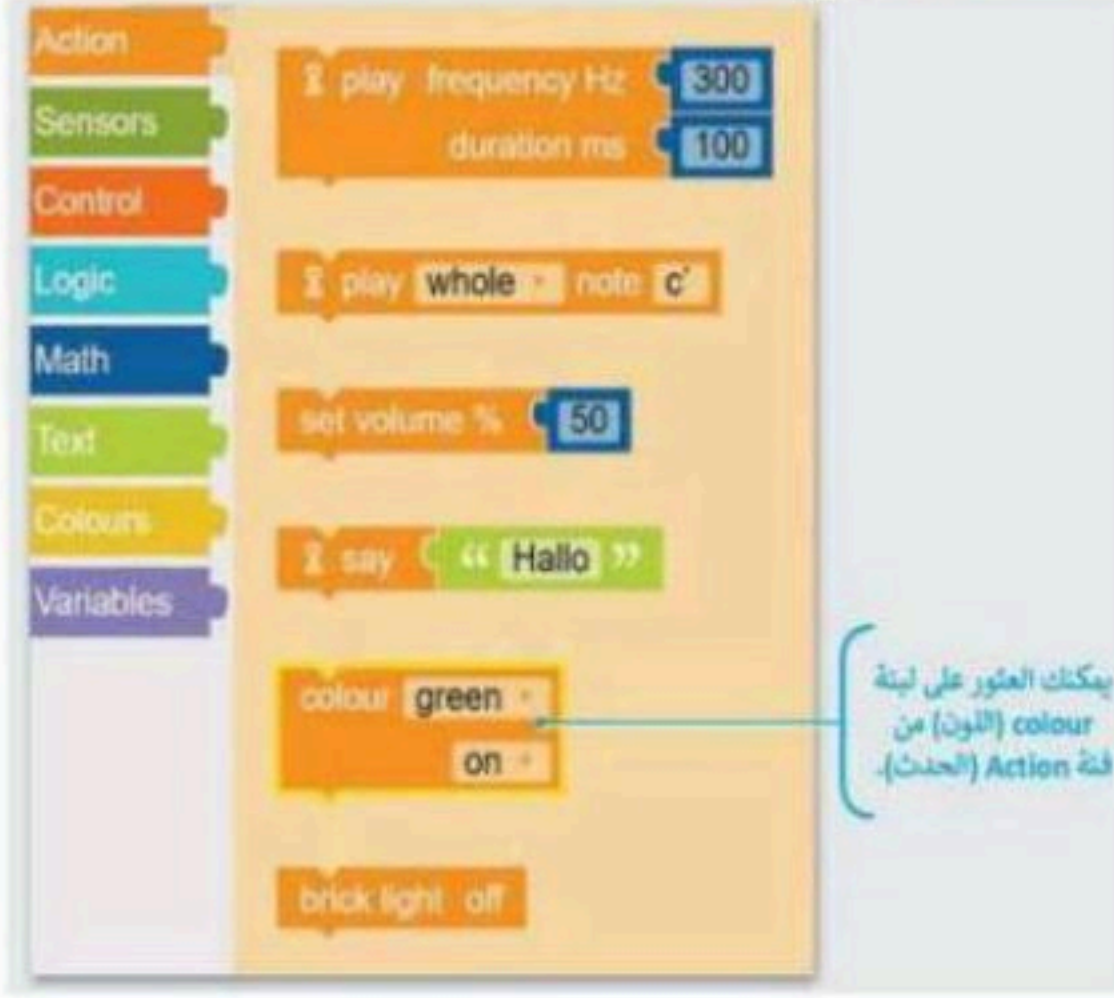 Action
Sensors
Control
Logic
Math
Text
Colours
Variables
play frequency Hz 300
duration ms 100
play whole note c'
set volume % 50
say “ Hallo ”
colour green
on
brick light off
يمكنك العثور على لبنة
colour (اللون) من
فئة Action (الحدث).